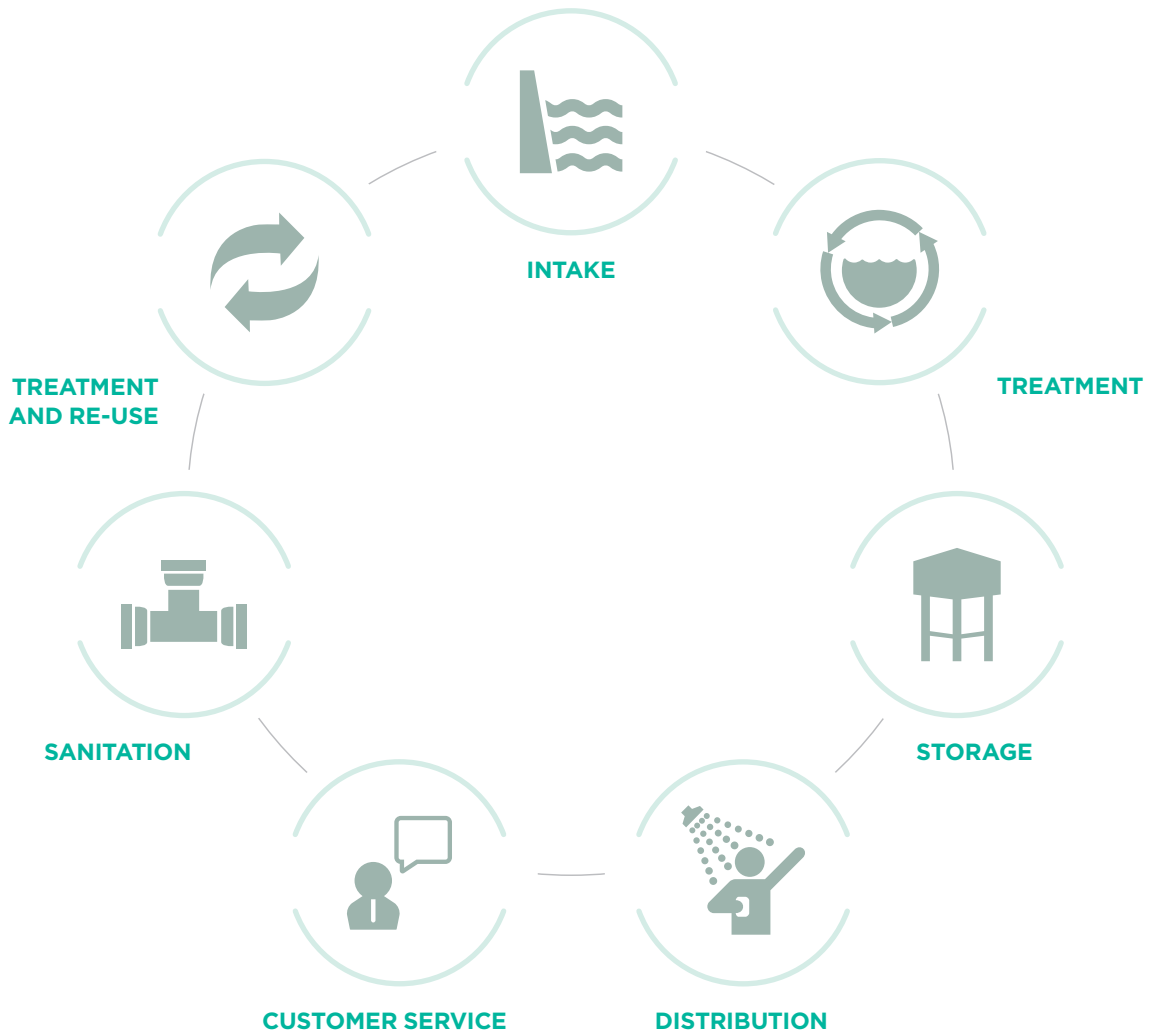 INTAKE
TREATMENT
TREATMENT
AND RE-USE
SANITATION
STORAGE
CUSTOMER SERVICE
DISTRIBUTION